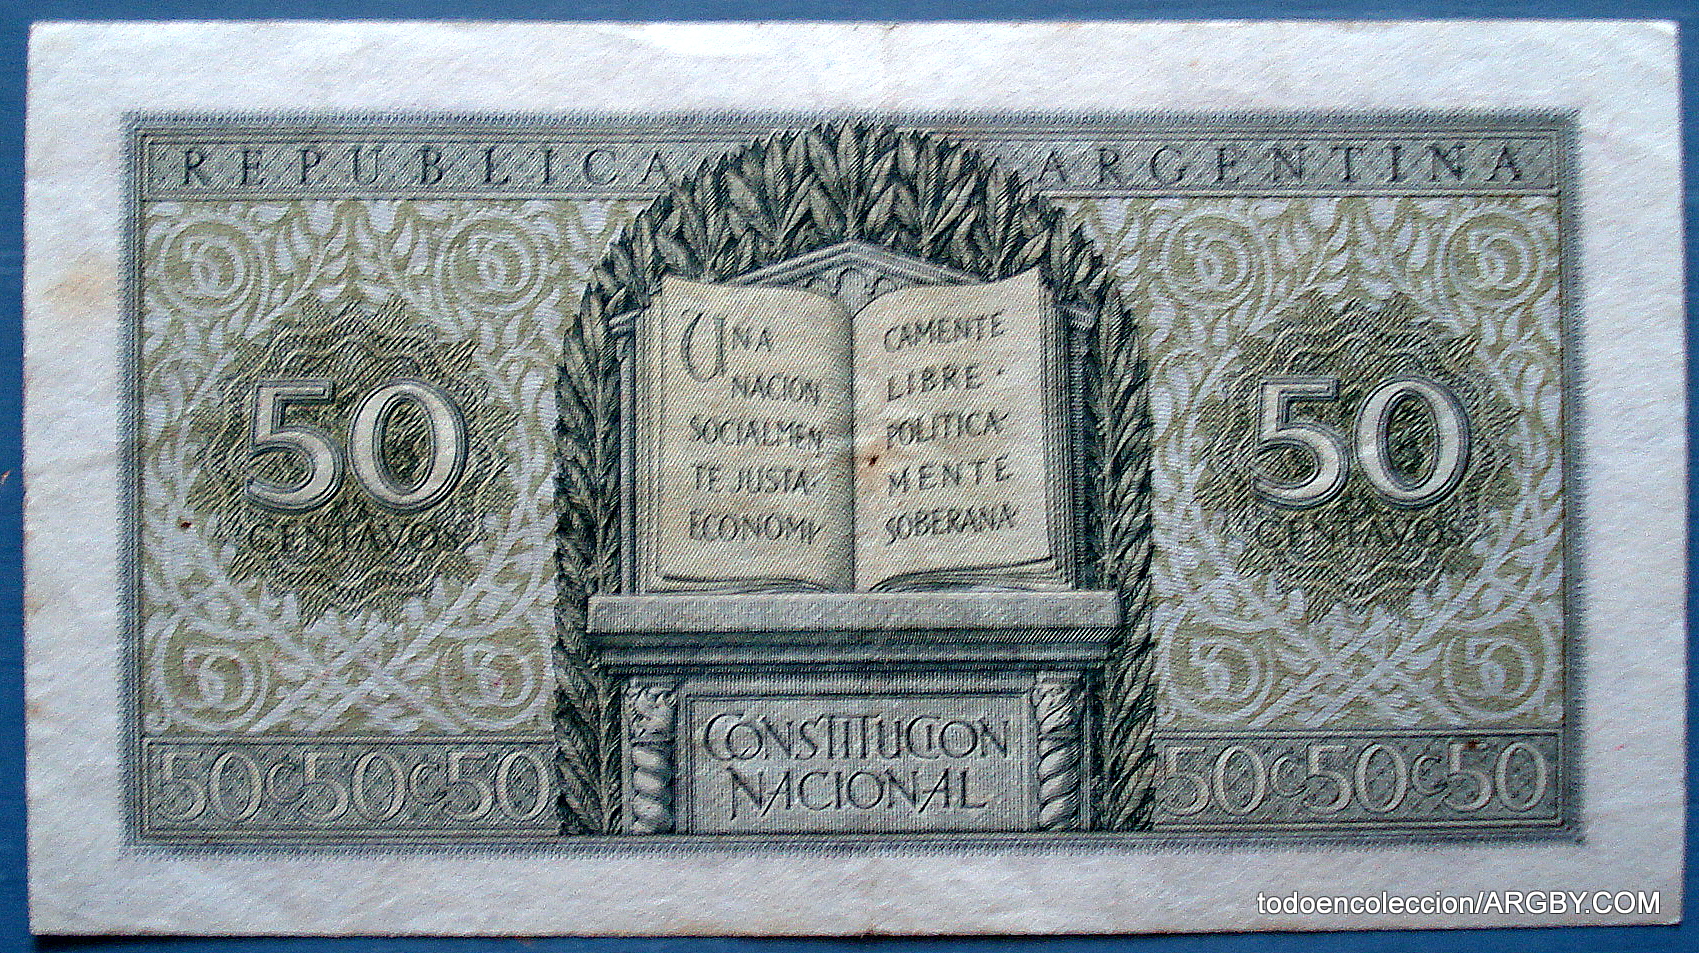 REPUBLICA ARGENTINA
UNA
NACION
SOCIALMEN
TE JUSTA·
ECONOMI-
CAMENTE
LIBRE ·
POLITICA-
MENTE
SOBERANA·
50
CENTAVOS
50
CENTAVOS
CONSTITUCION
NACIONAL
50C50C50
50C50C50
todoencoleccion/ARGBY.COM